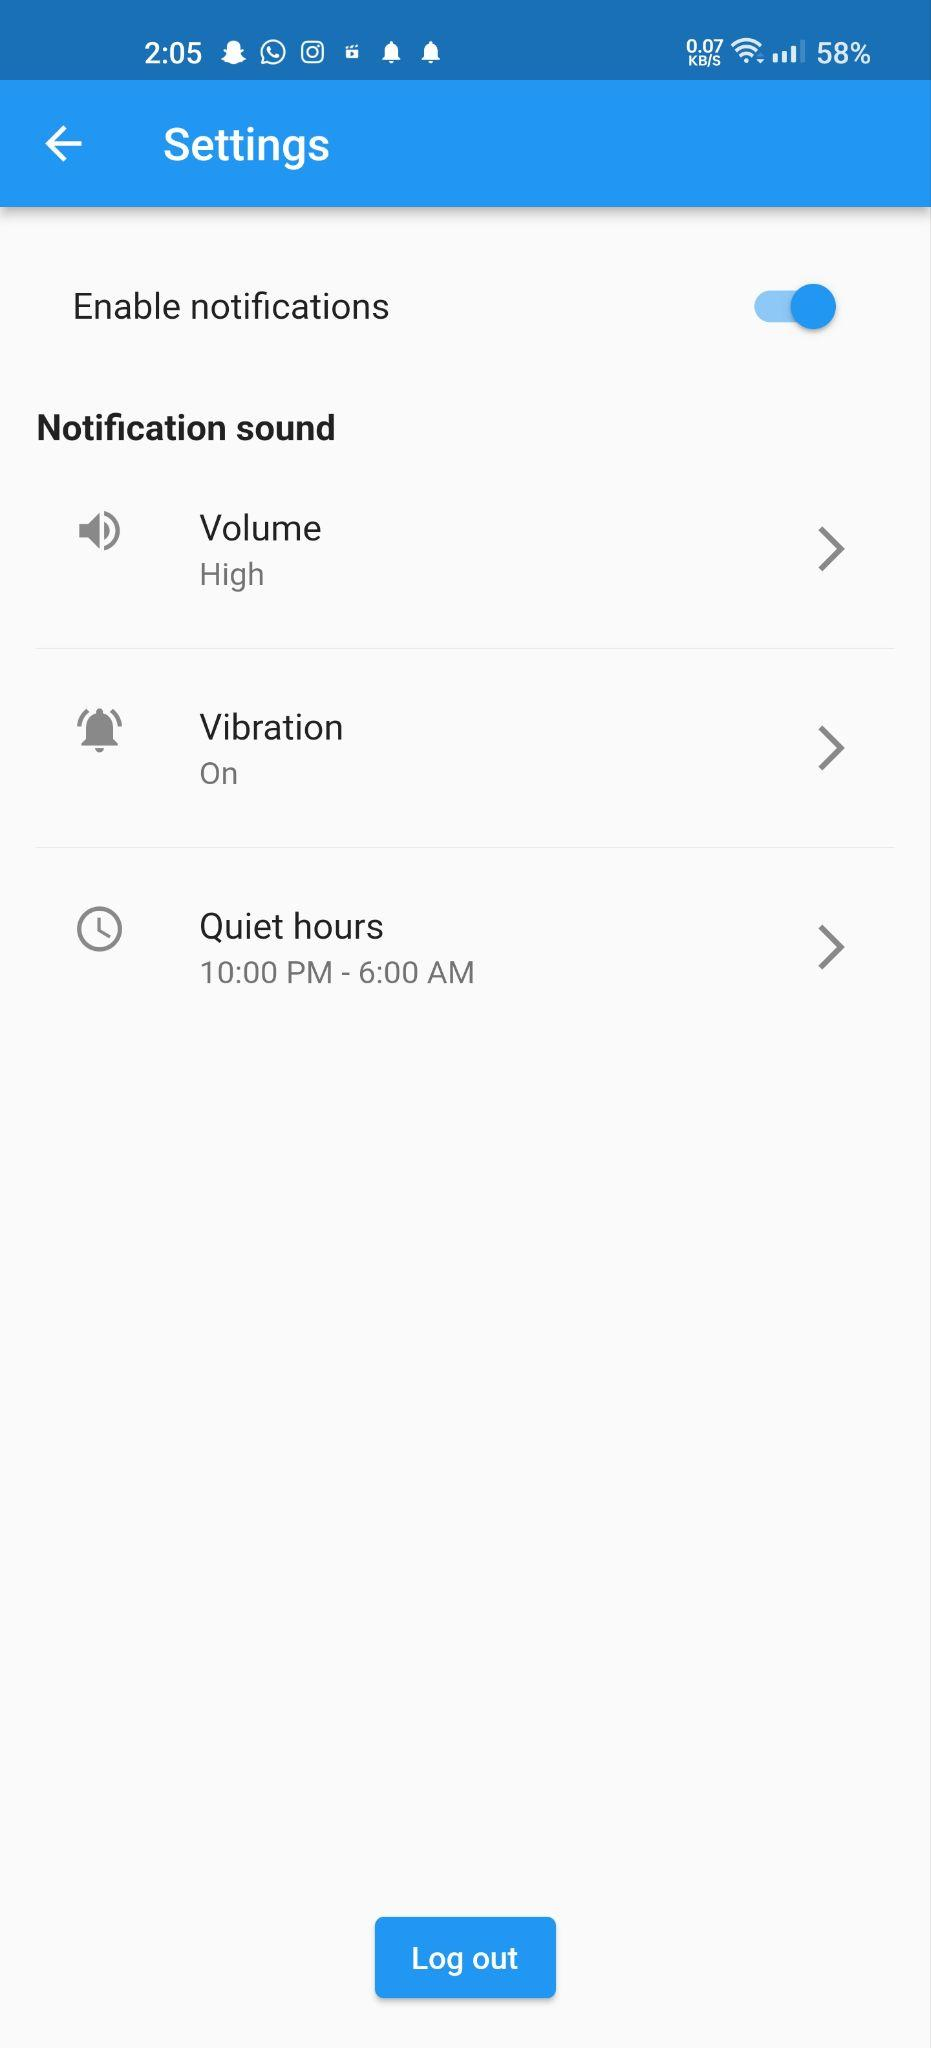 2:05
0.07
KB/S
58%
Settings
Enable notifications
Notification sound
Volume
High
Vibration
On
Quiet hours
10:00 PM - 6:00 AM
Log out